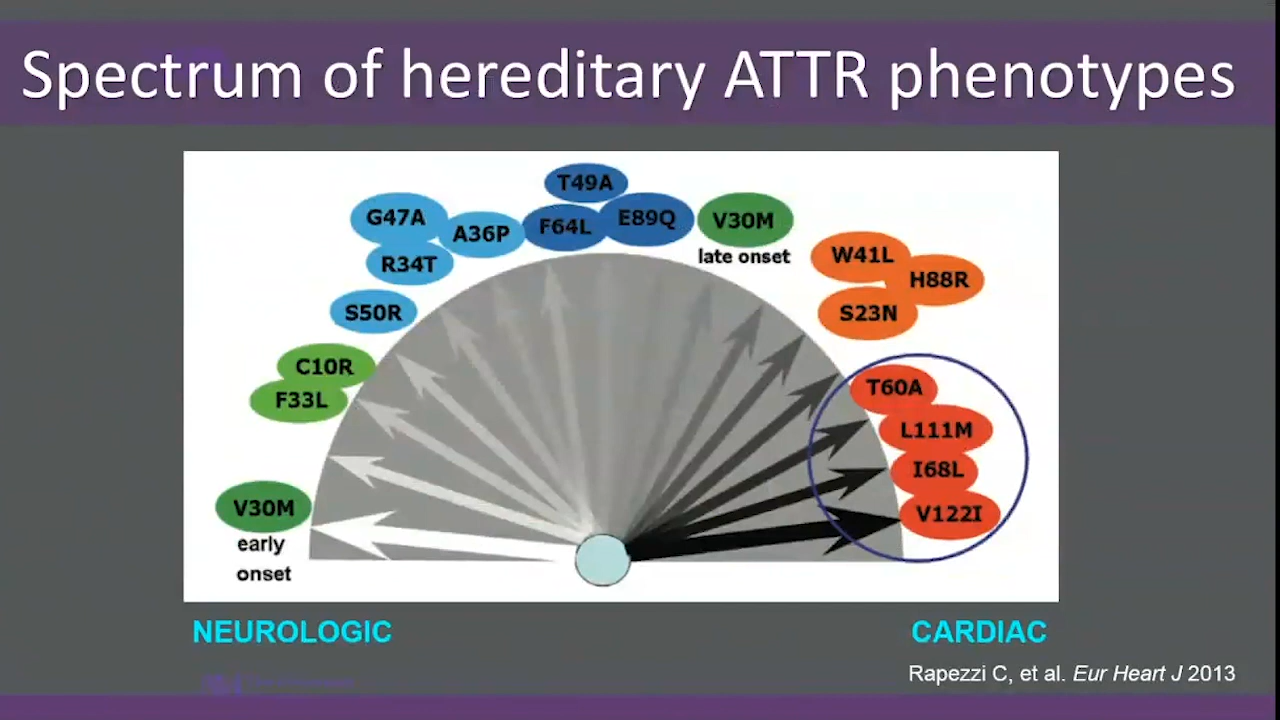 Spectrum of hereditary ATTR phenotypes
T49A
G47A
A36P
F64L
E89Q
V30M
late onset
R34T
W41L
H88R
S23N
S50R
C10R
F33L
T60A
L111M
I68L
V122I
V30M
early
onset
NEUROLOGIC
CARDIAC
Rapezzi C, et al. Eur Heart J 2013